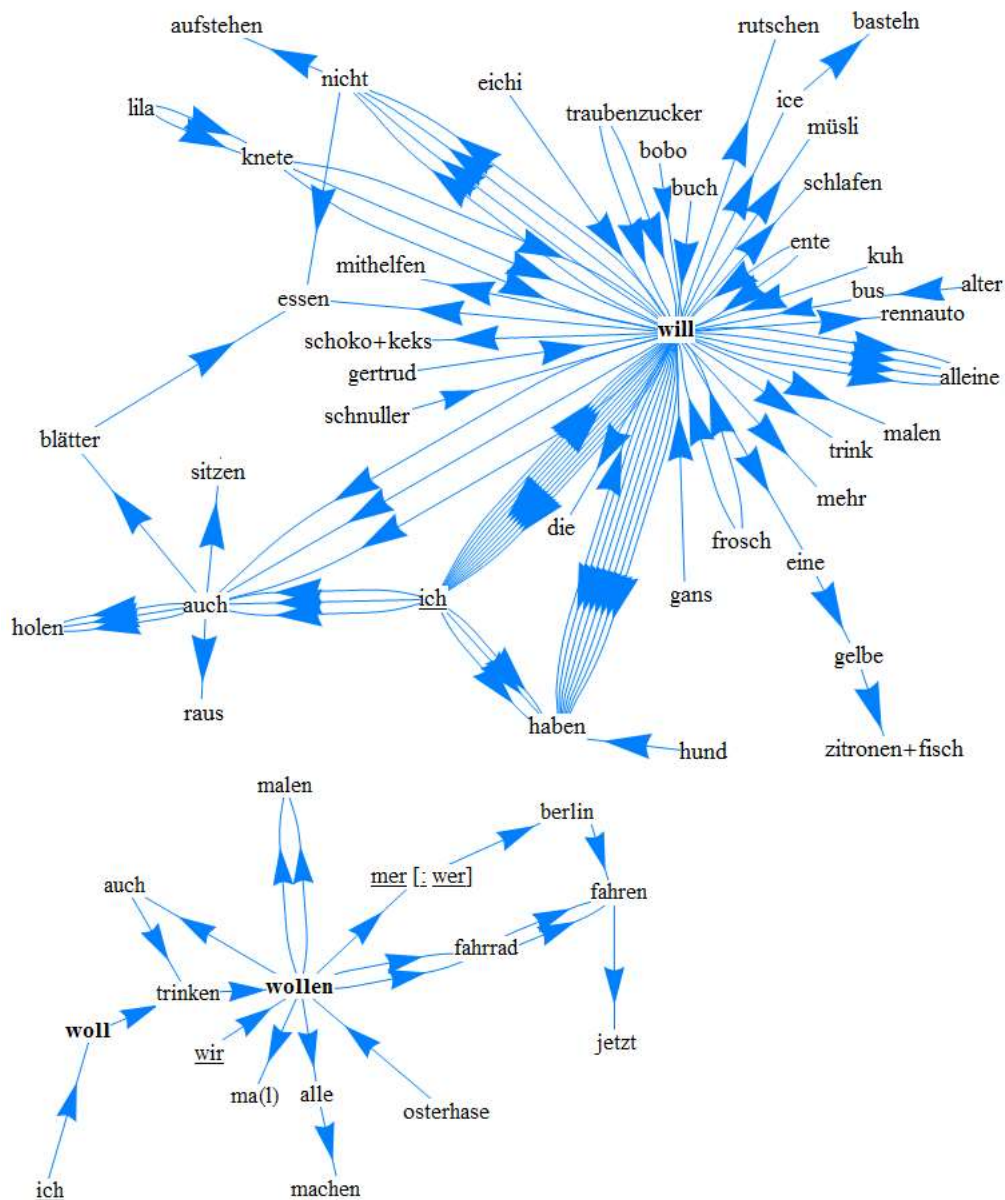 aufstehen
rutschen
basteln
nicht
eichi
lila
ice
traubenzucker
müsli
bobo
knete
buch
schlafen
ente
mithelfen
kuh
essen
bus
alter
will
rennauto
schoko+keks
gertrud
alleine
schnuller
malen
blätter
trink
sitzen
mehr
die
frosch
eine
auch
ich
gans
holen
gelbe
raus
haben
hund
zitronen+fisch
malen
berlin
mer [: wer]
auch
fahren
fahrrad
trinken
wollen
woll
wir
jetzt
ma(l)
alle
osterhase
ich
machen